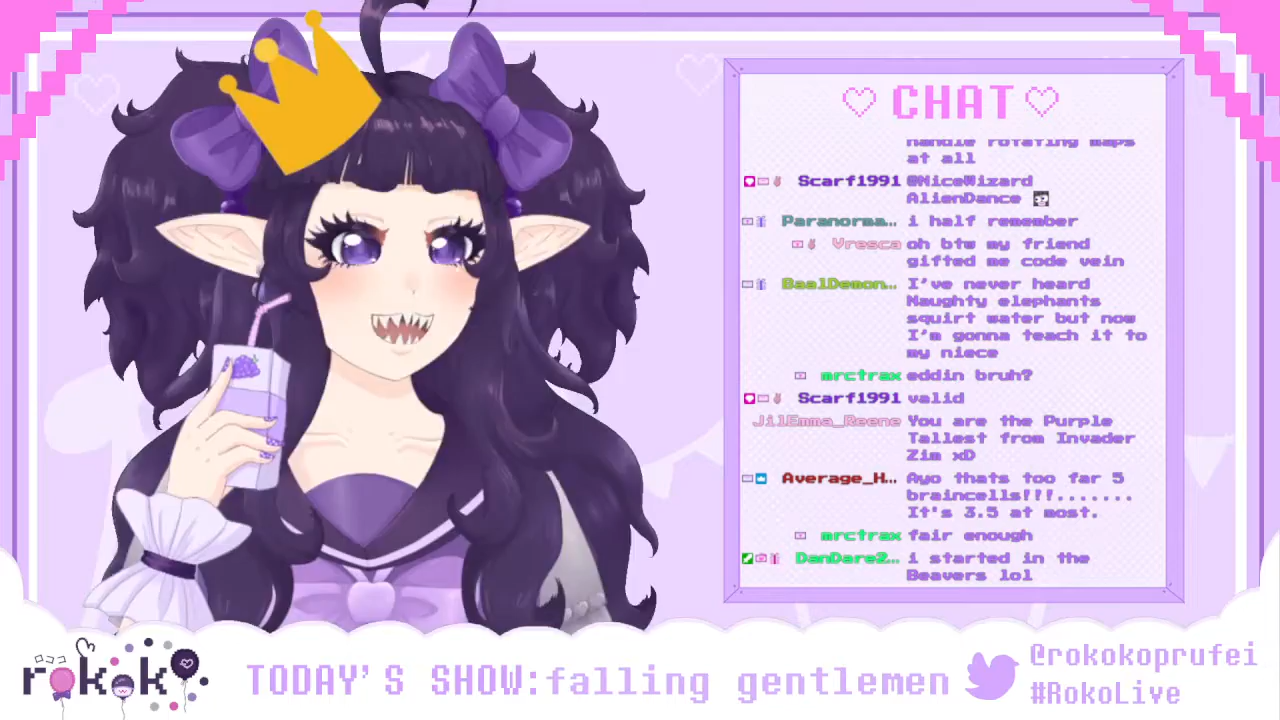 CHAT
handle rotating maps
at all
Scarf1991 @NiceWizard
AlienDance
Paranorma... i half remember
Vresca oh btw my friend
gifted me code vein
BaalDemon... I've never heard
Naughty elephants
squirt water but now
I'm gonna teach it to
my niece
mrctrax eddin bruh?
Scarf1991 valid
JilEmma_Reene You are the Purple
Tallest from Invader
Zim xD
Average_H... Ayo thats too far 5
braincells!!!.......
It's 3.5 at most.
mrctrax fair enough
DanDare2... i started in the
Beavers lol
ロココ
rokoko
TODAY'S SHOW:falling gentlemen
@rokokoprufei
#RokoLive